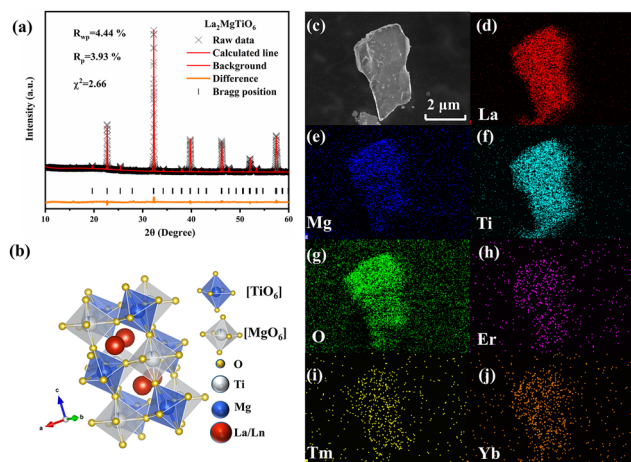 (a)
La₂MgTiO₆
R_wp=4.44 %
R_p=3.93 %
χ²=2.66
Raw data
Calculated line
Background
Difference
Bragg position
Intensity (a.u.)
10 20 30 40 50 60
2θ (Degree)
(b)
[TiO₆]
[MgO₆]
O
Ti
Mg
La/Ln
c
a
b
(c)
2 μm
(d)
La
(e)
Mg
(f)
Ti
(g)
O
(h)
Er
(i)
Tm
(j)
Yb